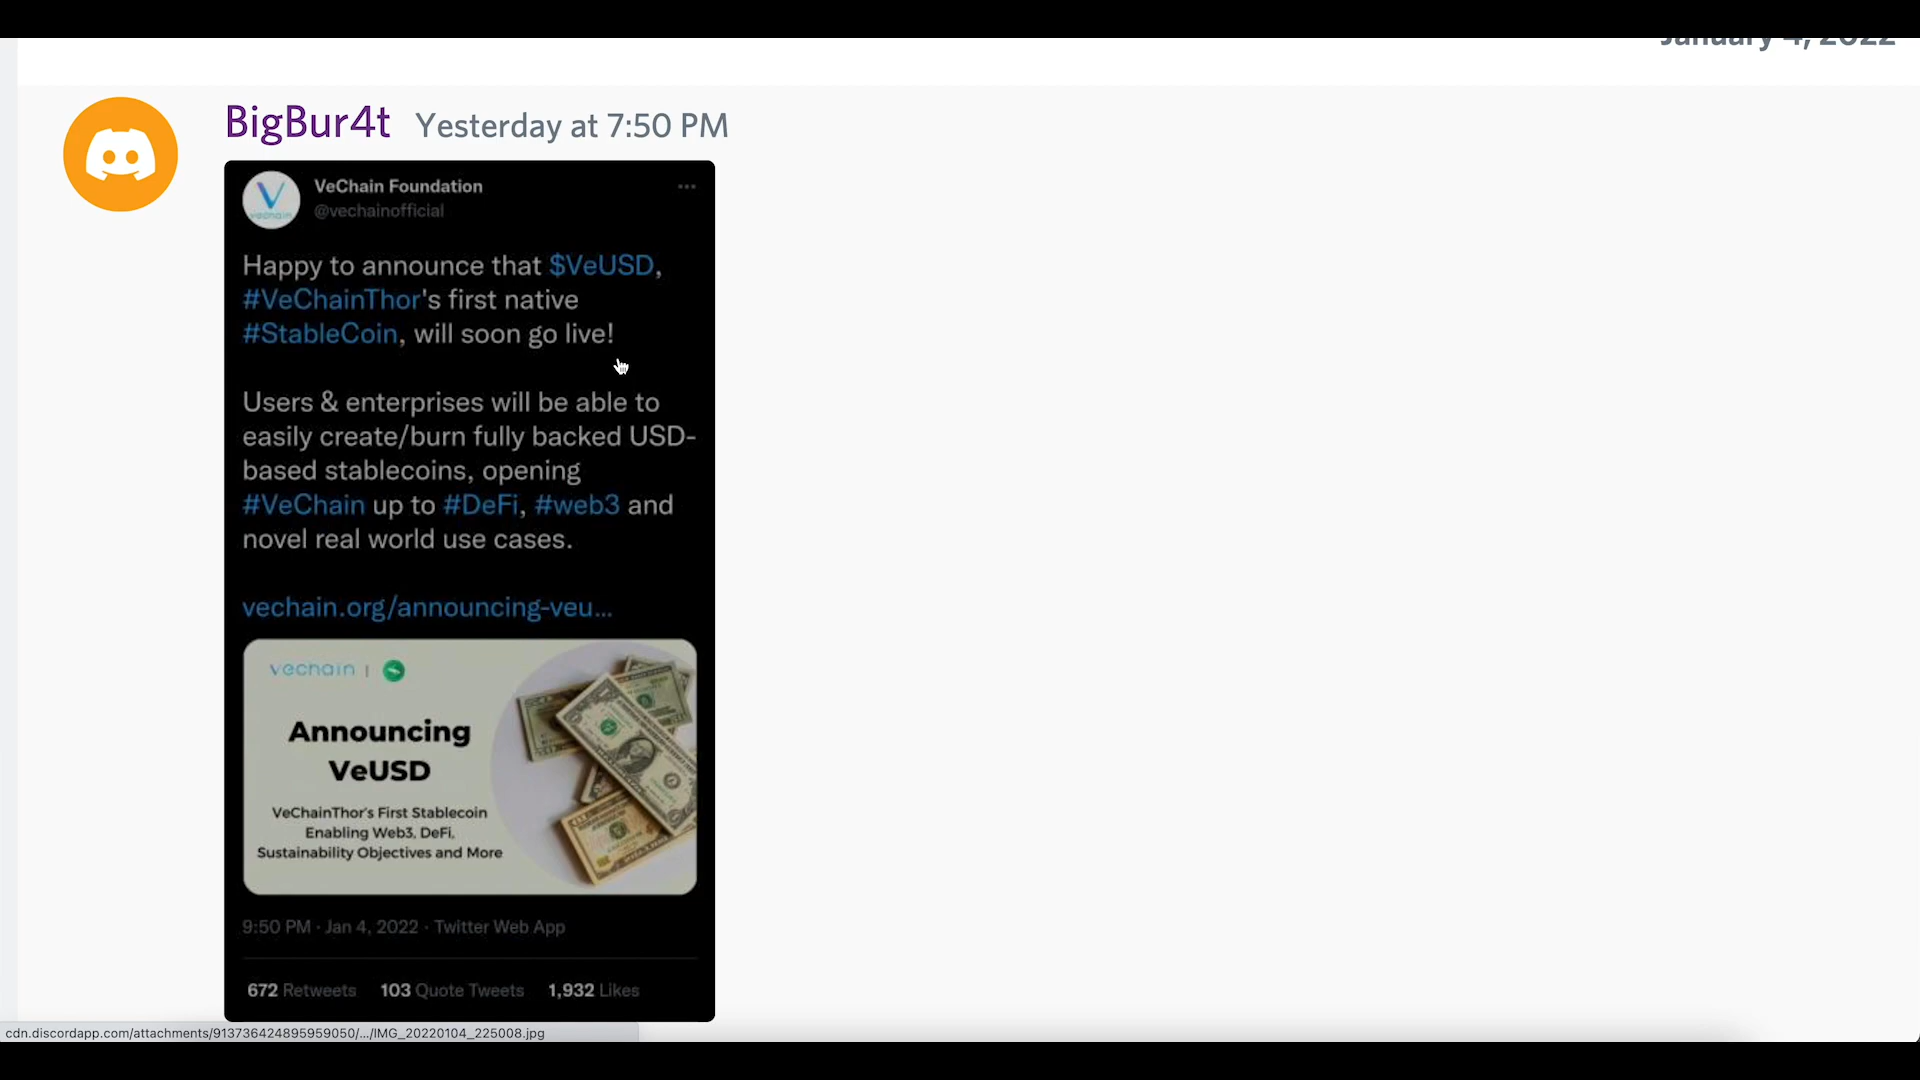 January 4, 2022
BigBur4t Yesterday at 7:50 PM
VeChain Foundation
@vechainofficial
Happy to announce that $VeUSD,
#VeChainThor's first native
#StableCoin, will soon go live!
Users & enterprises will be able to
easily create/burn fully backed USD-
based stablecoins, opening
#VeChain up to #DeFi, #web3 and
novel real world use cases.
vechain.org/announcing-veu...
vechain |
Announcing
VeUSD
VeChainThor's First Stablecoin
Enabling Web3, DeFi,
Sustainability Objectives and More
9:50 PM · Jan 4, 2022 · Twitter Web App
672 Retweets 103 Quote Tweets 1,932 Likes
cdn.discordapp.com/attachments/913736424895959050/.../IMG_20220104_225008.jpg